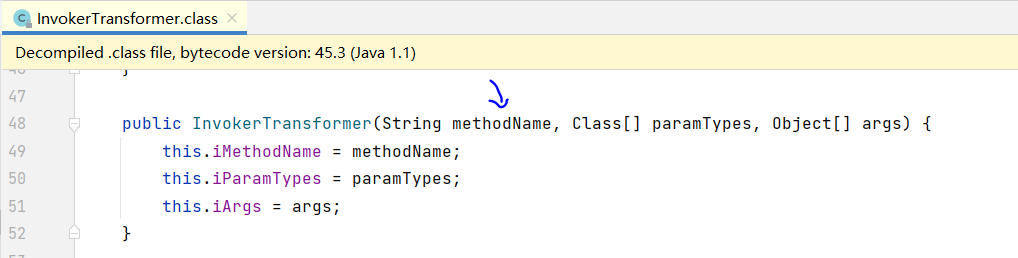 InvokerTransformer.class
Decompiled .class file, bytecode version: 45.3 (Java 1.1)
}
47
48 public InvokerTransformer(String methodName, Class[] paramTypes, Object[] args) {
49 this.iMethodName = methodName;
50 this.iParamTypes = paramTypes;
51 this.iArgs = args;
52 }